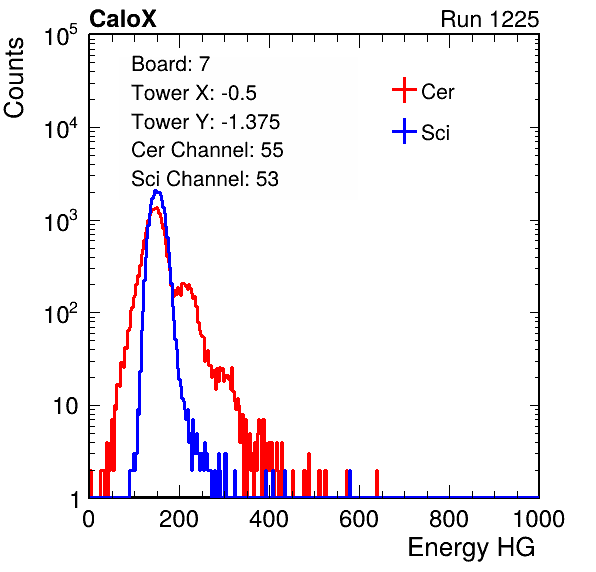 CaloX Run 1225
Counts
10^5
10^4
10^3
10^2
10
1
Board: 7
Tower X: -0.5
Tower Y: -1.375
Cer Channel: 55
Sci Channel: 53
Cer
Sci
0 200 400 600 800 1000
Energy HG